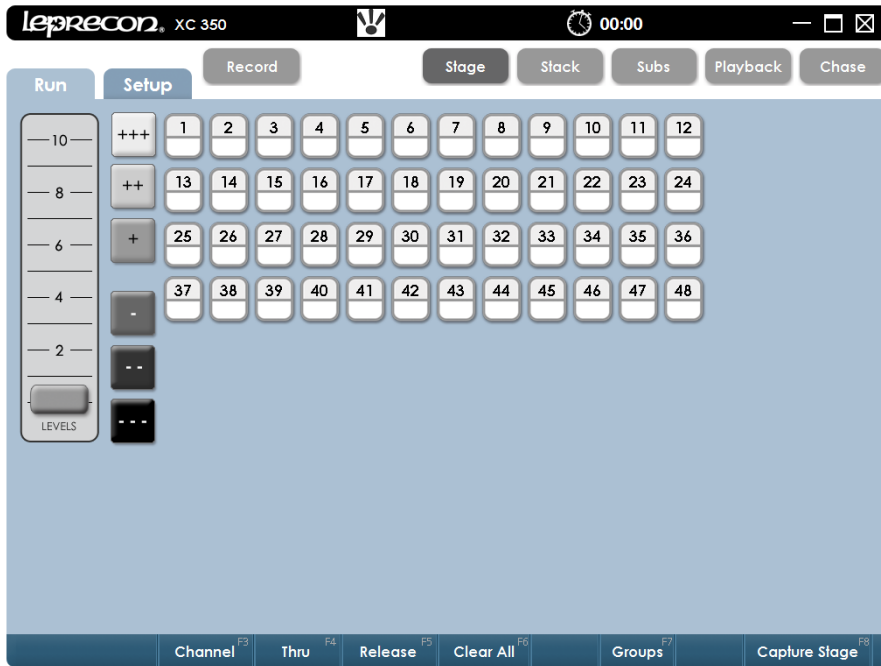 LEPRECON® XC 350 00:00
Record Stage Stack Subs Playback Chase
Run Setup
10 +++ 1 2 3 4 5 6 7 8 9 10 11 12
8 ++ 13 14 15 16 17 18 19 20 21 22 23 24
6 + 25 26 27 28 29 30 31 32 33 34 35 36
4 - 37 38 39 40 41 42 43 44 45 46 47 48
2 --
LEVELS ---
Channel F3 Thru F4 Release F5 Clear All F6 Groups F7 Capture Stage F8